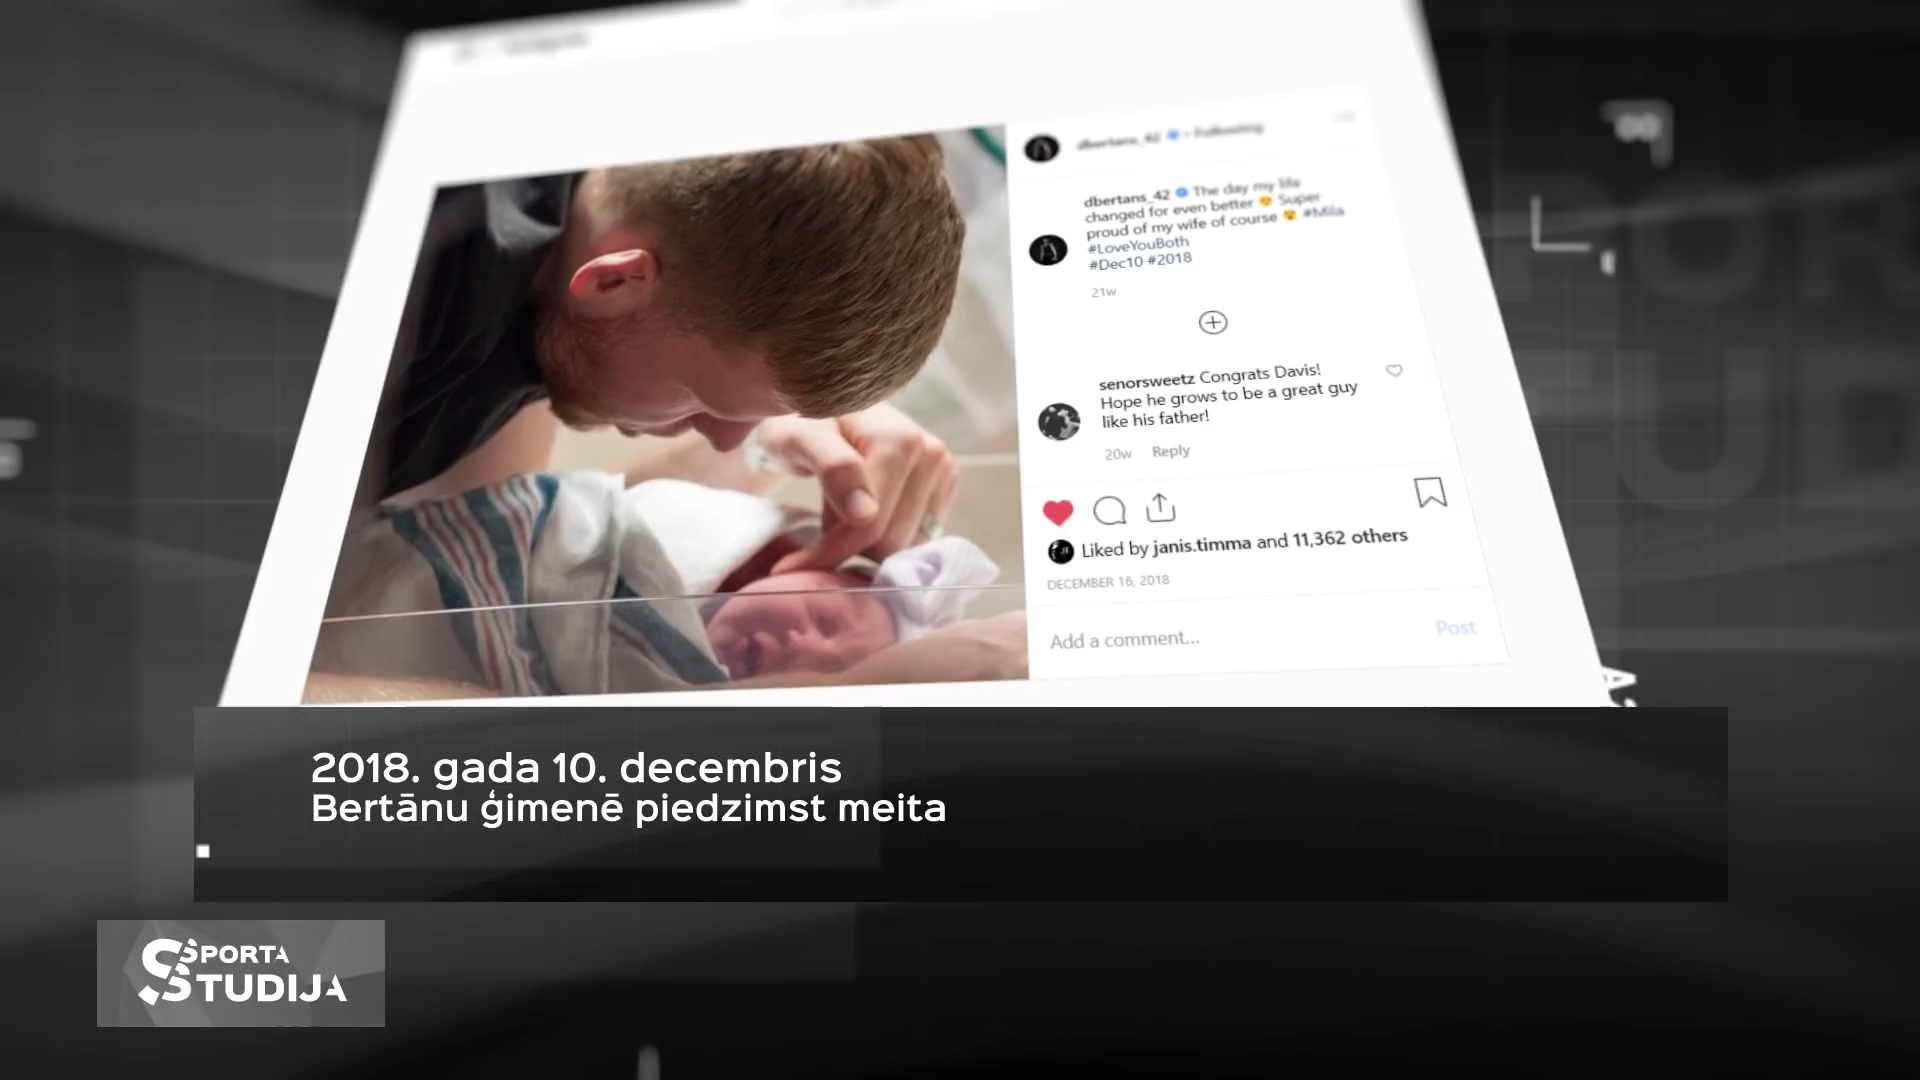 dbertans_42 • Following
dbertans_42 The day my life
changed for even better 😍 Super
proud of my wife of course 😘 #Mila
#LoveYouBoth
#Dec10 #2018
21w
senorsweetz Congrats Davis!
Hope he grows to be a great guy
like his father!
20w Reply
Liked by janis.timma and 11,362 others
DECEMBER 16, 2018
Add a comment... Post
2018. gada 10. decembris
Bertānu ģimenē piedzimst meita
SPORTA
STUDIJA